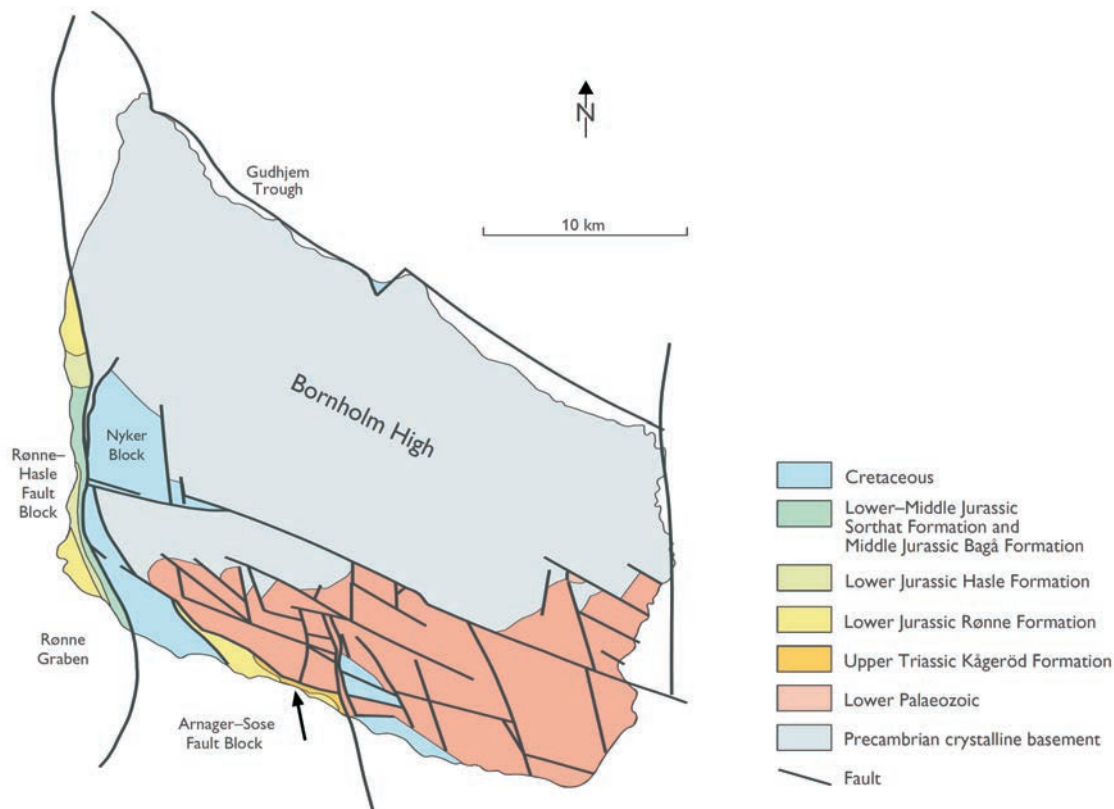 N
Gudhjem
Trough
10 km
Bornholm High
Nyker
Block
Rønne–
Hasle
Fault
Block
Rønne
Graben
Arnager–Sose
Fault Block
Cretaceous
Lower–Middle Jurassic
Sorthat Formation and
Middle Jurassic Bagå Formation
Lower Jurassic Hasle Formation
Lower Jurassic Rønne Formation
Upper Triassic Kågeröd Formation
Lower Palaeozoic
Precambrian crystalline basement
Fault